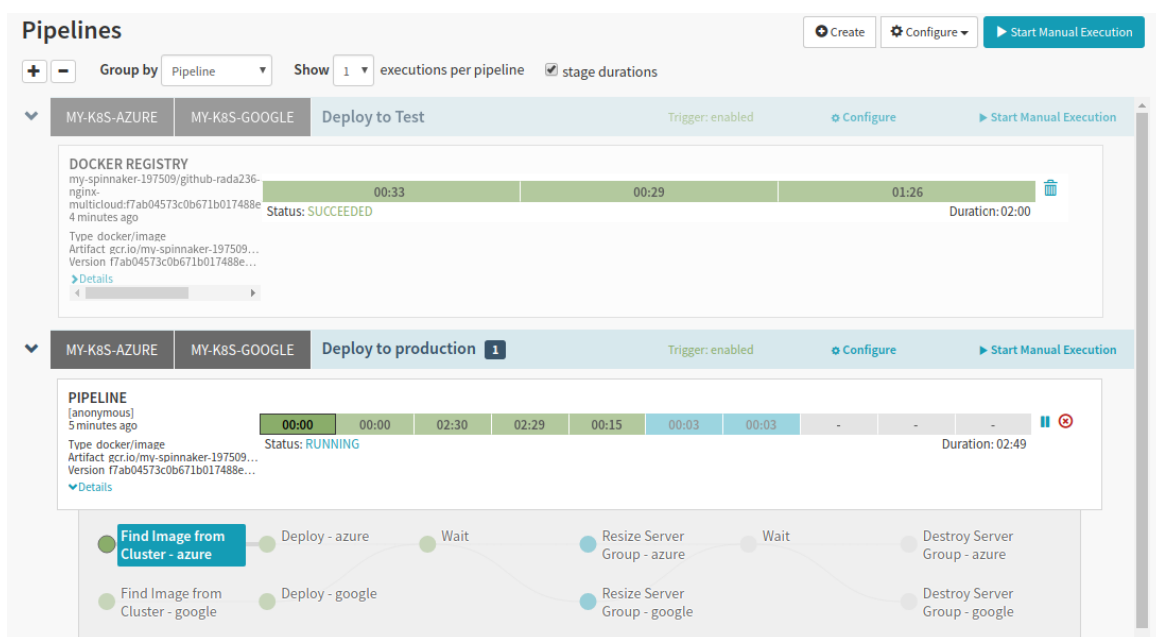 Pipelines
Create
Configure
Start Manual Execution
Group by Pipeline
Show 1 executions per pipeline
stage durations
MY-K8S-AZURE MY-K8S-GOOGLE Deploy to Test Trigger: enabled Configure Start Manual Execution
DOCKER REGISTRY
my-spinnaker-197509/github-rada236-
nginx-
multicloud:f7ab04573c0b671b017488e
4 minutes ago
00:33 00:29 01:26
Status: SUCCEEDED Duration: 02:00
Type docker/image
Artifact gcr.io/my-spinnaker-197509...
Version f7ab04573c0b671b017488e...
Details
MY-K8S-AZURE MY-K8S-GOOGLE Deploy to production 1 Trigger: enabled Configure Start Manual Execution
PIPELINE
[anonymous]
5 minutes ago
00:00 00:00 02:30 02:29 00:15 00:03 00:03 - - -
Status: RUNNING Duration: 02:49
Type docker/image
Artifact gcr.io/my-spinnaker-197509...
Version f7ab04573c0b671b017488e...
Details
Find Image from
Cluster - azure
Deploy - azure
Wait
Resize Server
Group - azure
Wait
Destroy Server
Group - azure
Find Image from
Cluster - google
Deploy - google
Resize Server
Group - google
Destroy Server
Group - google